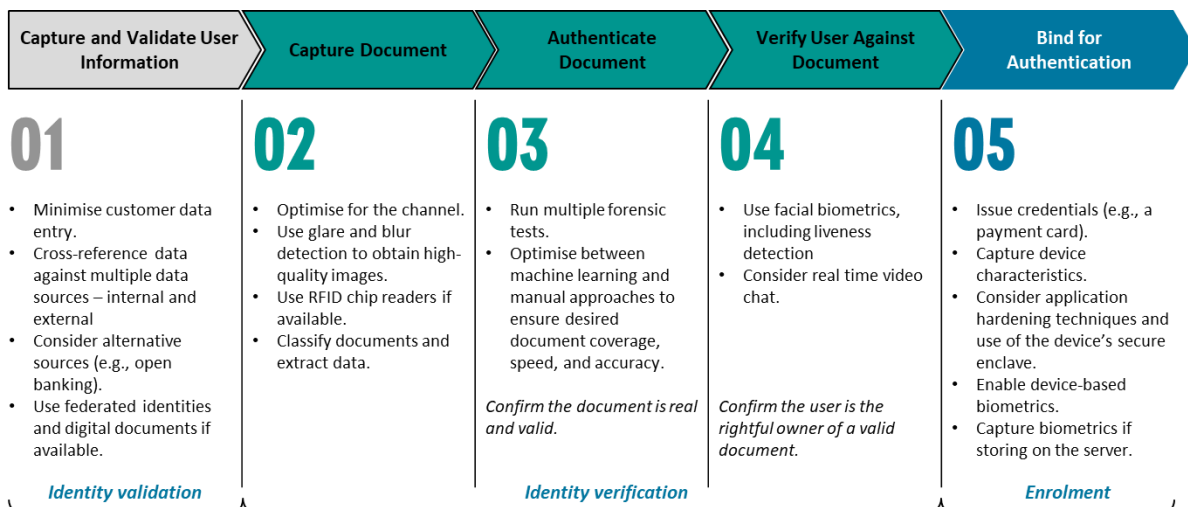 Capture and Validate User
Information
Capture Document
Authenticate
Document
Verify User Against
Document
Bind for
Authentication
01
• Minimise customer data
entry.
• Cross-reference data
against multiple data
sources – internal and
external
• Consider alternative
sources (e.g., open
banking).
• Use federated identities
and digital documents if
available.
02
• Optimise for the channel.
• Use glare and blur
detection to obtain high-
quality images.
• Use RFID chip readers if
available.
• Classify documents and
extract data.
03
• Run multiple forensic
tests.
• Optimise between
machine learning and
manual approaches to
ensure desired
document coverage,
speed, and accuracy.
Confirm the document is real
and valid.
04
• Use facial biometrics,
including liveness
detection
• Consider real time video
chat.
Confirm the user is the
rightful owner of a valid
document.
05
• Issue credentials (e.g., a
payment card).
• Capture device
characteristics.
• Consider application
hardening techniques and
use of the device’s secure
enclave.
• Enable device-based
biometrics.
• Capture biometrics if
storing on the server.
Identity validation
Identity verification
Enrolment